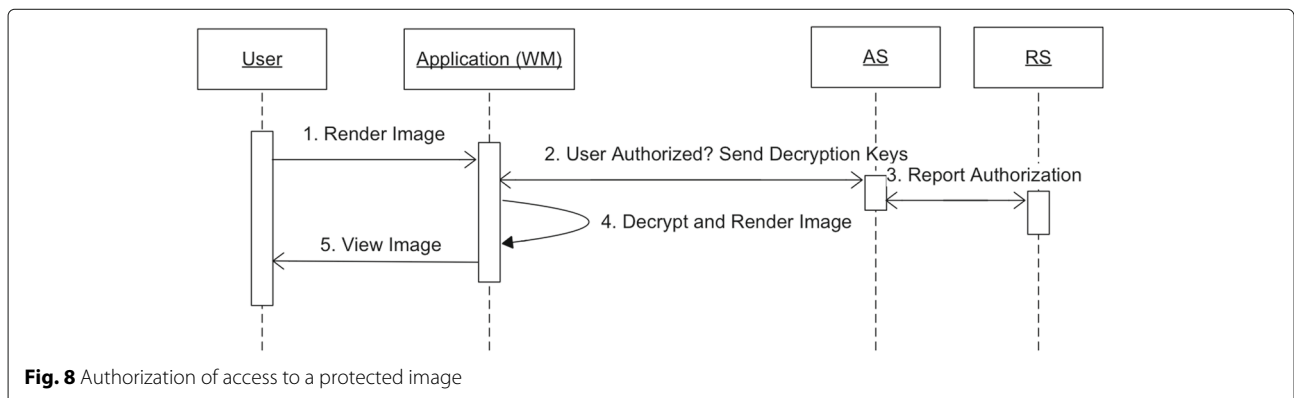 User
Application (WM)
AS
RS
1. Render Image
2. User Authorized? Send Decryption Keys
3. Report Authorization
4. Decrypt and Render Image
5. View Image
Fig. 8 Authorization of access to a protected image